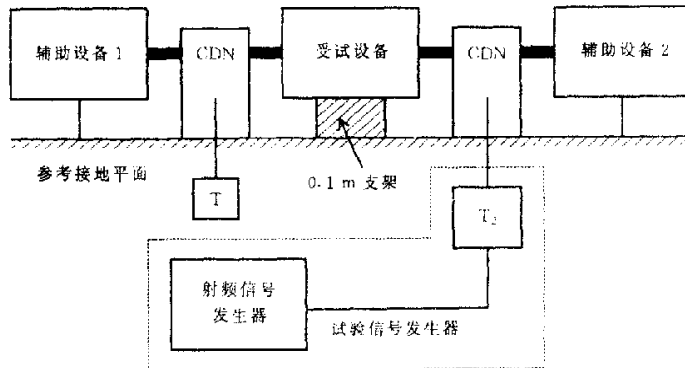 辅助设备1
CDN
受试设备
CDN
辅助设备2
参考接地平面
T
0.1 m 支架
T₂
射频信号
发生器
试验信号发生器